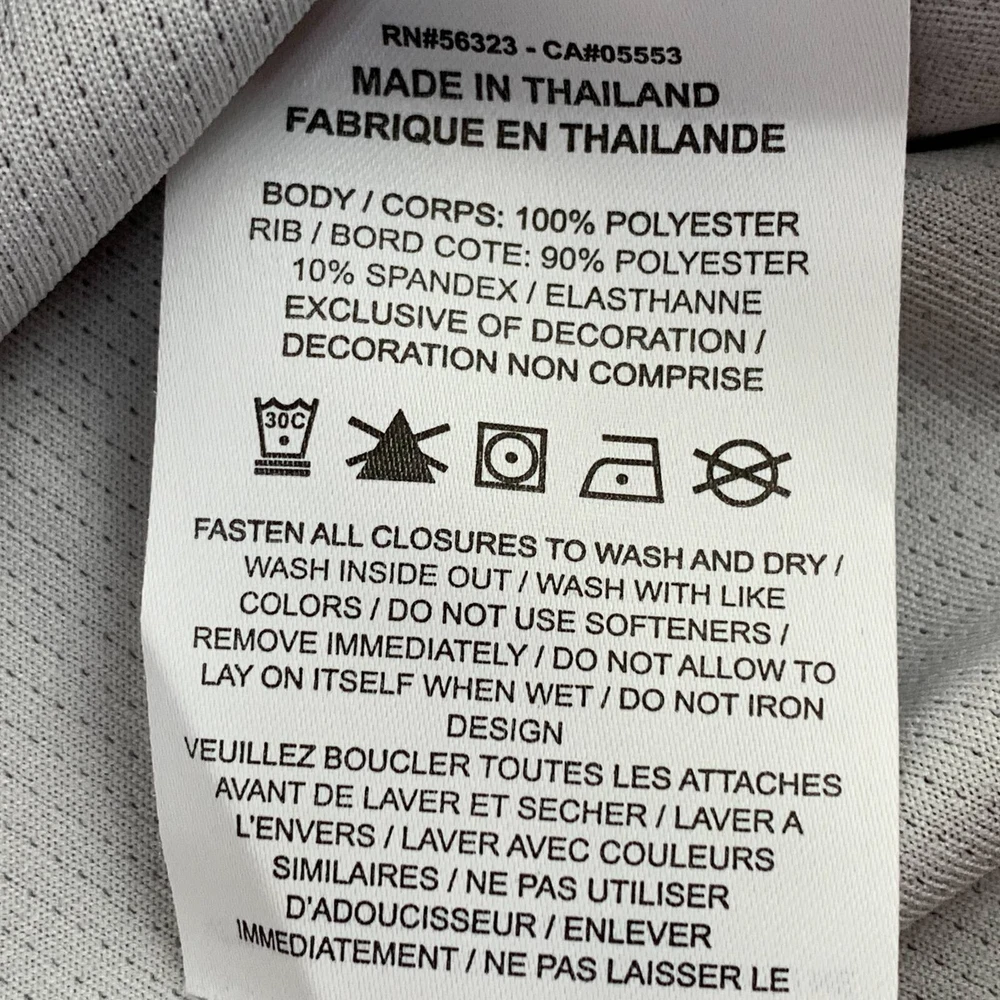 RN#56323 - CA#05553
MADE IN THAILAND
FABRIQUE EN THAILANDE
BODY / CORPS: 100% POLYESTER
RIB / BORD COTE: 90% POLYESTER
10% SPANDEX / ELASTHANNE
EXCLUSIVE OF DECORATION /
DECORATION NON COMPRISE
30C
FASTEN ALL CLOSURES TO WASH AND DRY /
WASH INSIDE OUT / WASH WITH LIKE
COLORS / DO NOT USE SOFTENERS /
REMOVE IMMEDIATELY / DO NOT ALLOW TO
LAY ON ITSELF WHEN WET / DO NOT IRON
DESIGN
VEUILLEZ BOUCLER TOUTES LES ATTACHES
AVANT DE LAVER ET SECHER / LAVER A
L'ENVERS / LAVER AVEC COULEURS
SIMILAIRES / NE PAS UTILISER
D'ADOUCISSEUR / ENLEVER
IMMEDIATEMENT / NE PAS LAISSER LE